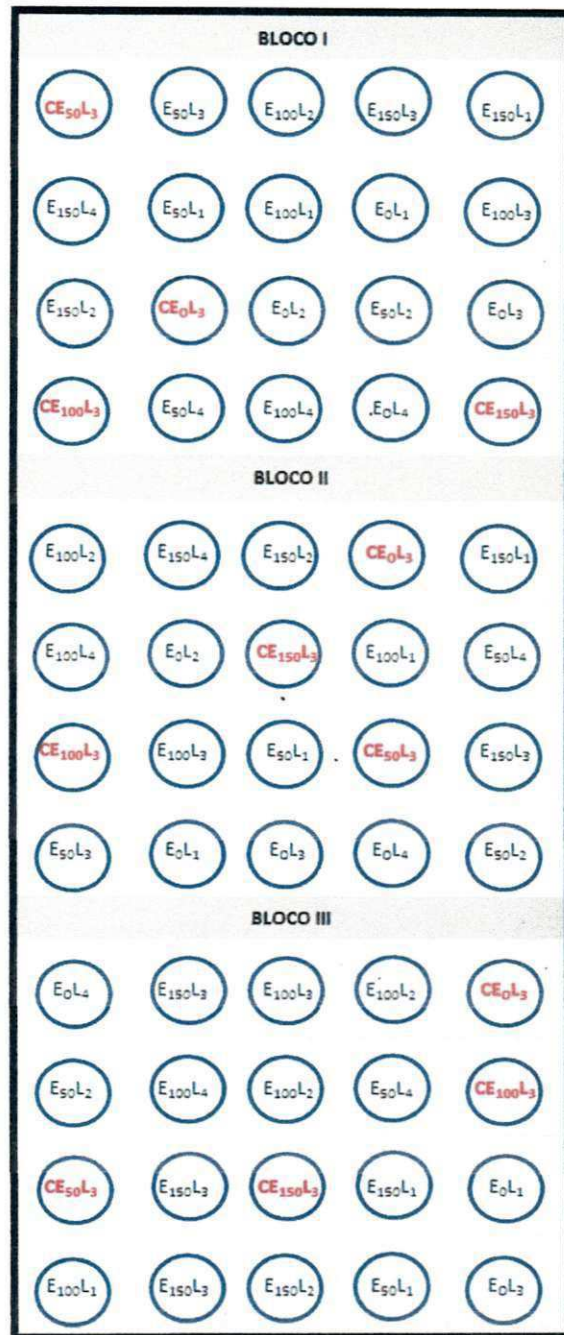 BLOCO I
CE₅₀L₃ E₅₀L₃ E₁₀₀L₂ E₁₅₀L₃ E₁₅₀L₁
E₁₅₀L₄ E₅₀L₁ E₁₀₀L₁ E₀L₁ E₁₀₀L₃
E₁₅₀L₂ CE₀L₃ E₀L₂ E₅₀L₂ E₀L₃
CE₁₀₀L₃ E₅₀L₄ E₁₀₀L₄ E₀L₄ CE₁₅₀L₃
BLOCO II
E₁₀₀L₂ E₁₅₀L₄ E₁₅₀L₂ CE₀L₃ E₁₅₀L₁
E₁₀₀L₄ E₀L₂ CE₁₅₀L₃ E₁₀₀L₁ E₅₀L₄
CE₁₀₀L₃ E₁₀₀L₃ E₅₀L₁ CE₅₀L₃ E₁₅₀L₃
E₅₀L₃ E₀L₁ E₀L₃ E₀L₄ E₅₀L₂
BLOCO III
E₀L₄ E₁₅₀L₃ E₁₀₀L₃ E₁₀₀L₂ CE₀L₃
E₅₀L₂ E₁₀₀L₄ E₁₀₀L₂ E₅₀L₄ CE₁₀₀L₃
CE₅₀L₃ E₁₅₀L₃ CE₁₅₀L₃ E₁₅₀L₁ E₀L₁
E₁₀₀L₁ E₁₅₀L₃ E₁₅₀L₂ E₅₀L₁ E₀L₃